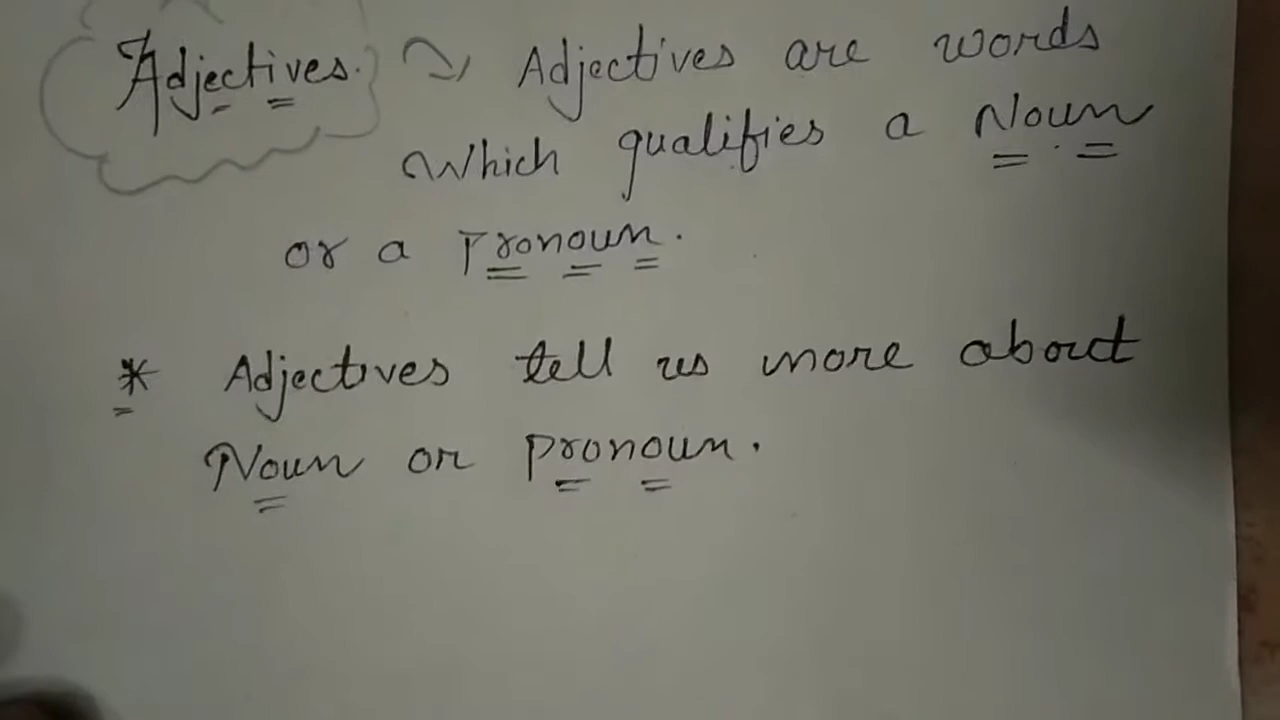 Adjectives. → Adjectives are words
which qualifies a Noun
or a Pronoun.
* Adjectives tell us more about
Noun or pronoun.